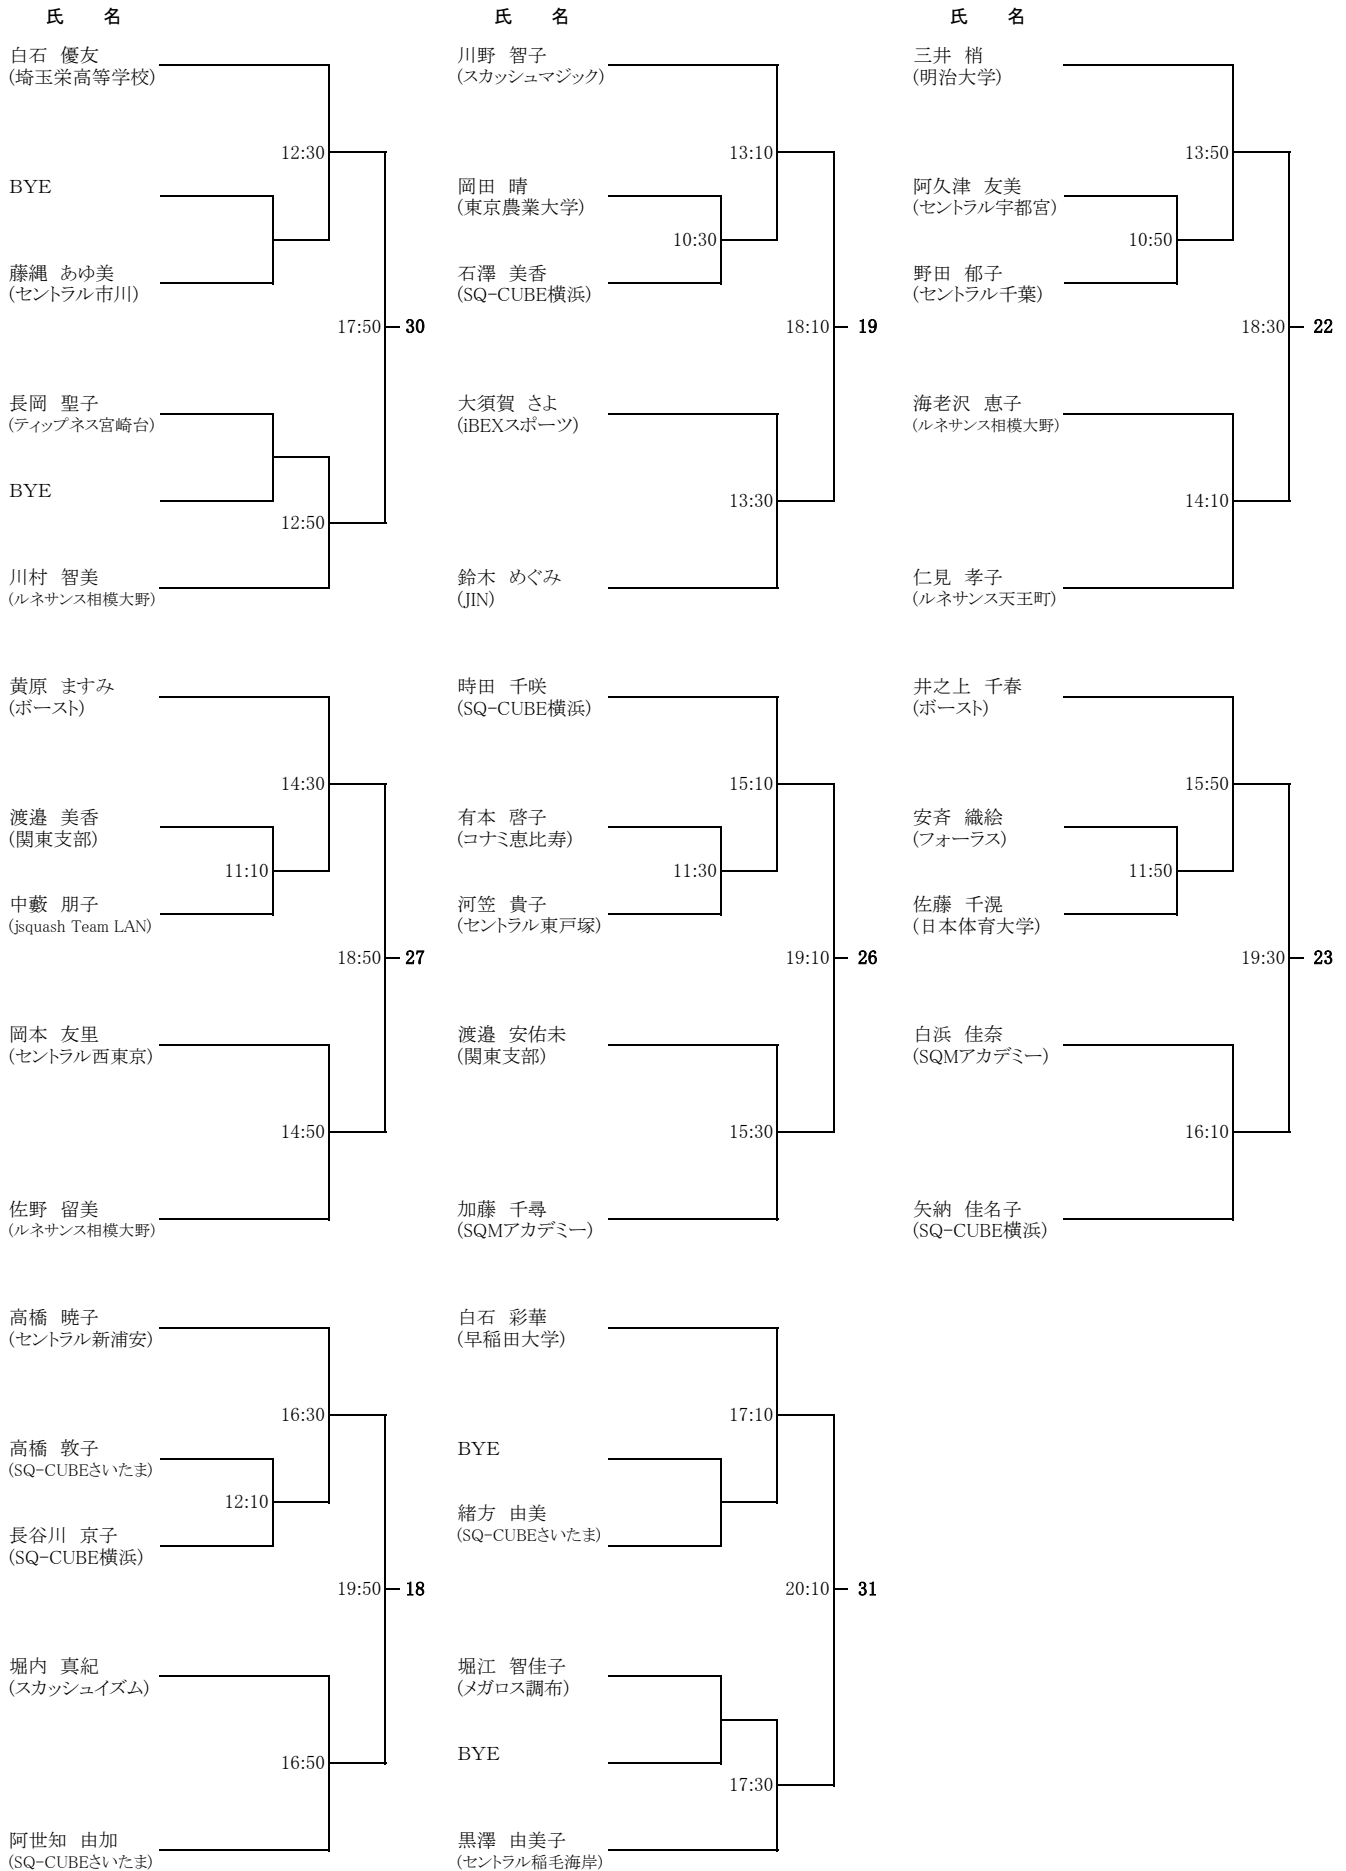 氏 名
白石 優友
(埼玉栄高等学校)
12:30
BYE
藤縄 あゆ美
(セントラル市川)
17:50
30
長岡 聖子
(ティップネス宮崎台)
BYE
12:50
川村 智美
(ルネサンス相模大野)
黄原 ますみ
(ボースト)
14:30
渡邉 美香
(関東支部)
11:10
中藪 朋子
(jsquash Team LAN)
18:50
27
岡本 友里
(セントラル西東京)
14:50
佐野 留美
(ルネサンス相模大野)
高橋 暁子
(セントラル新浦安)
16:30
高橋 敦子
(SQ-CUBEさいたま)
12:10
長谷川 京子
(SQ-CUBE横浜)
19:50
18
堀内 真紀
(スカッシュイズム)
16:50
阿世知 由加
(SQ-CUBEさいたま)
氏 名
川野 智子
(スカッシュマジック)
13:10
岡田 晴
(東京農業大学)
10:30
石澤 美香
(SQ-CUBE横浜)
18:10
19
大須賀 さよ
(iBEXスポーツ)
13:30
鈴木 めぐみ
(JIN)
時田 千咲
(SQ-CUBE横浜)
15:10
有本 啓子
(コナミ恵比寿)
11:30
河笠 貴子
(セントラル東戸塚)
19:10
26
渡邉 安佑未
(関東支部)
15:30
加藤 千尋
(SQMアカデミー)
白石 彩華
(早稲田大学)
17:10
BYE
緒方 由美
(SQ-CUBEさいたま)
20:10
31
堀江 智佳子
(メガロス調布)
BYE
17:30
黒澤 由美子
(セントラル稲毛海岸)
氏 名
三井 梢
(明治大学)
13:50
阿久津 友美
(セントラル宇都宮)
10:50
野田 郁子
(セントラル千葉)
18:30
22
海老沢 恵子
(ルネサンス相模大野)
14:10
仁見 孝子
(ルネサンス天王町)
井之上 千春
(ボースト)
15:50
安斉 織絵
(フォーラス)
11:50
佐藤 千滉
(日本体育大学)
19:30
23
白浜 佳奈
(SQMアカデミー)
16:10
矢納 佳名子
(SQ-CUBE横浜)